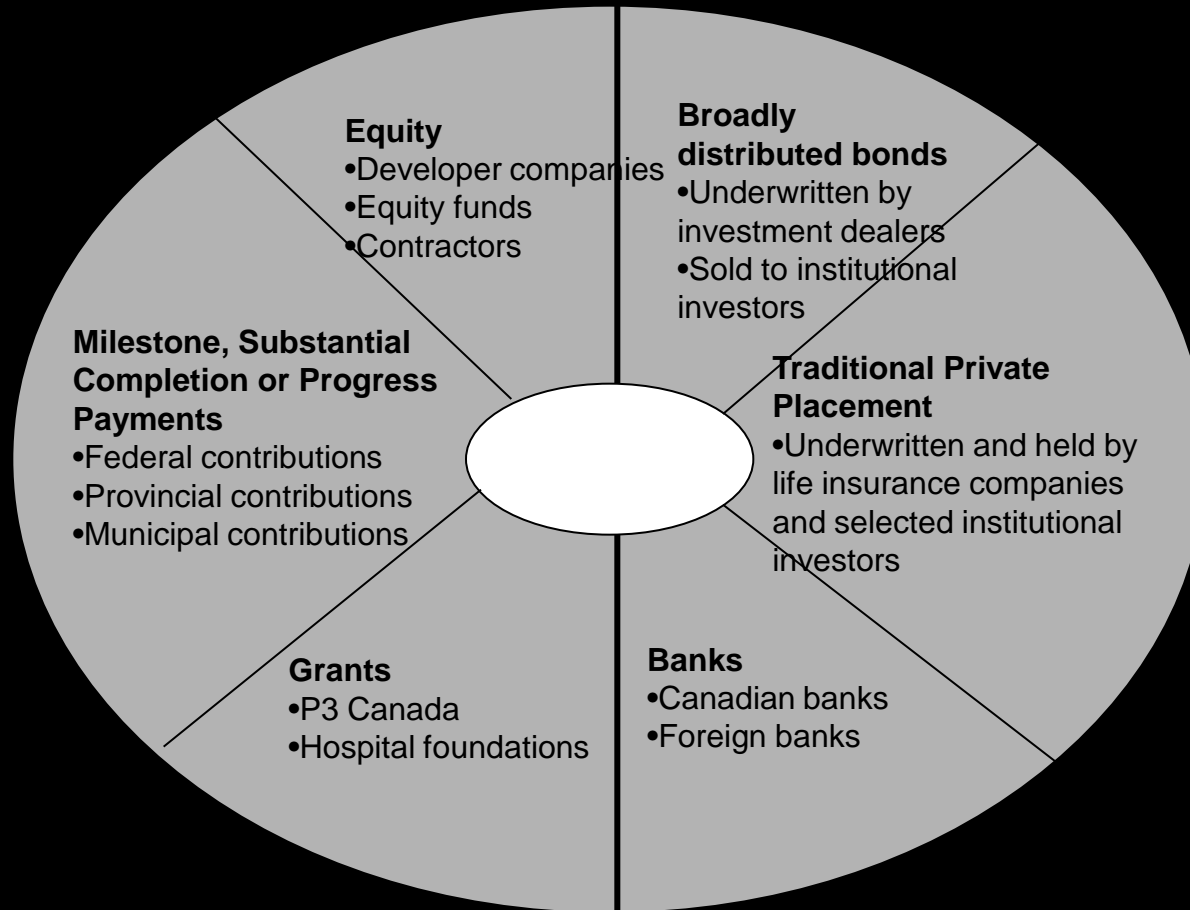 Equity
•Developer companies
•Equity funds
•Contractors
Broadly
distributed bonds
•Underwritten by
investment dealers
•Sold to institutional
investors
Milestone, Substantial
Completion or Progress
Payments
•Federal contributions
•Provincial contributions
•Municipal contributions
Traditional Private
Placement
•Underwritten and held by
life insurance companies
and selected institutional
investors
Grants
•P3 Canada
•Hospital foundations
Banks
•Canadian banks
•Foreign banks